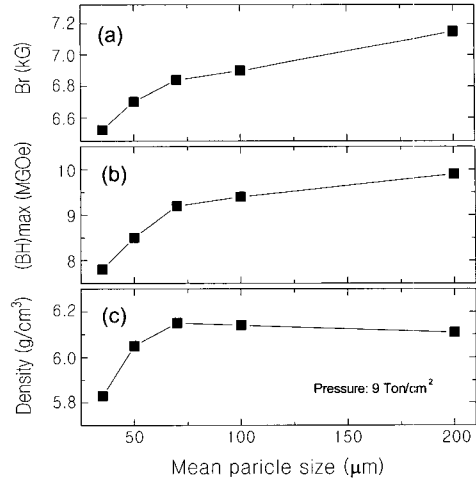 (a)
Br (kG)
7.2
7.0
6.8
6.6
(b)
(BH)max (MGOe)
10
9
8
(c)
Density (g/cm³)
6.2
6.0
5.8
Pressure: 9 Ton/cm²
50
100
150
200
Mean paricle size (μm)